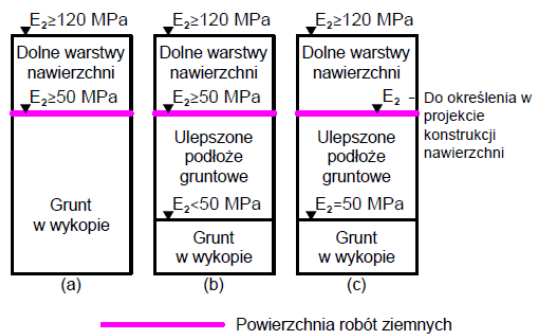 E₂≥120 MPa
Dolne warstwy
nawierzchni
E₂≥50 MPa
Grunt
w wykopie
(a)
E₂≥120 MPa
Dolne warstwy
nawierzchni
E₂≥50 MPa
Ulepszone
podłoże
gruntowe
E₂<50 MPa
Grunt
w wykopie
(b)
E₂≥120 MPa
Dolne warstwy
nawierzchni
E₂ - Do określenia w
projekcie
konstrukcji
nawierzchni
Ulepszone
podłoże
gruntowe
E₂=50 MPa
Grunt
w wykopie
(c)
Powierzchnia robót ziemnych